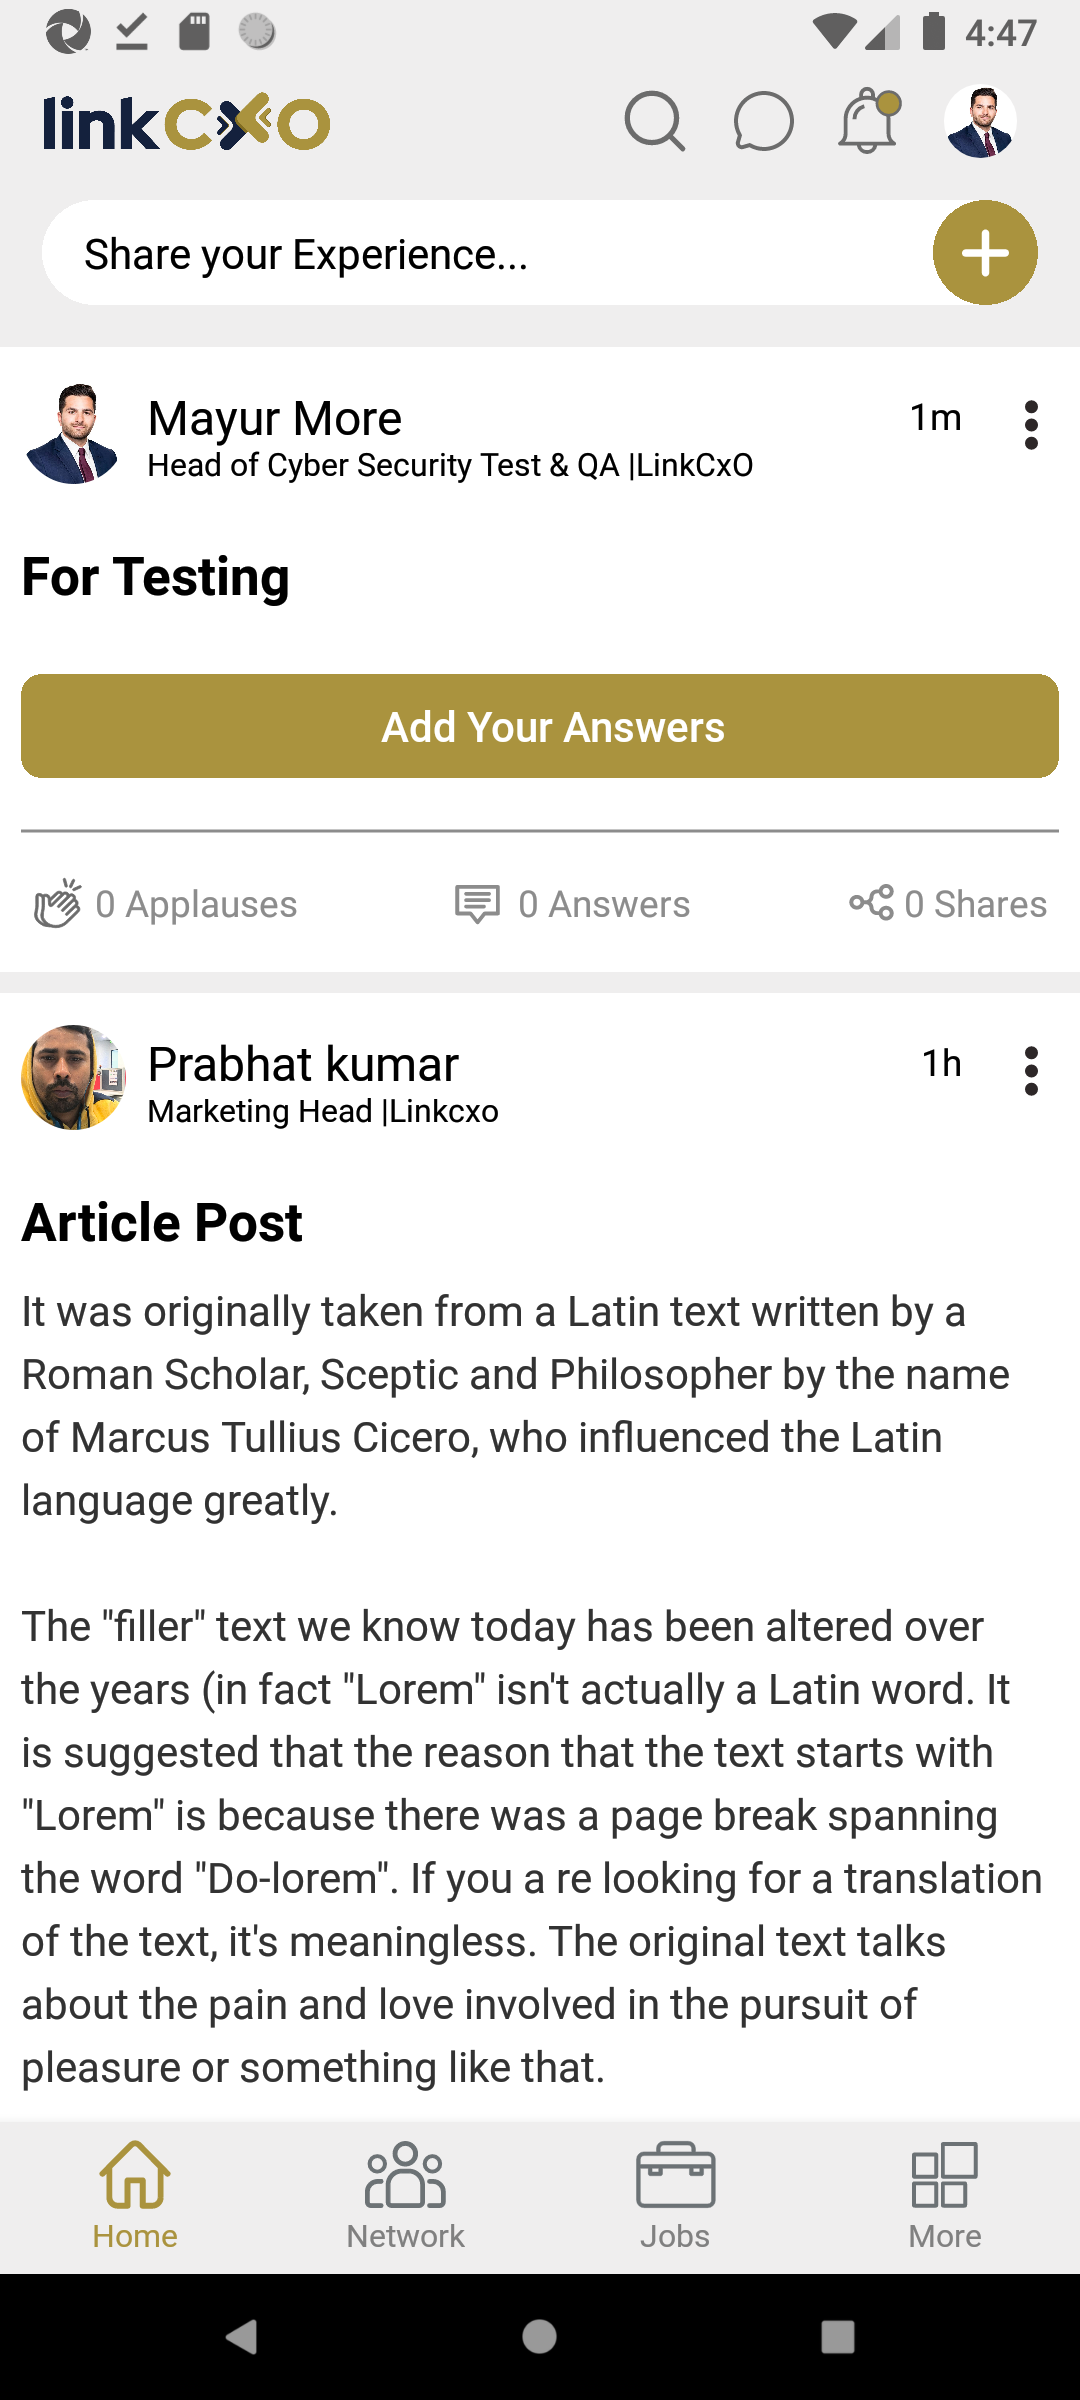 4:47
linkCXO
Share your Experience...
Mayur More
1m
Head of Cyber Security Test & QA |LinkCxO
For Testing
Add Your Answers
0 Applauses
0 Answers
0 Shares
Prabhat kumar
1h
Marketing Head |Linkcxo
Article Post
It was originally taken from a Latin text written by a
Roman Scholar, Sceptic and Philosopher by the name
of Marcus Tullius Cicero, who influenced the Latin
language greatly.
The "filler" text we know today has been altered over
the years (in fact "Lorem" isn't actually a Latin word. It
is suggested that the reason that the text starts with
"Lorem" is because there was a page break spanning
the word "Do-lorem". If you a re looking for a translation
of the text, it's meaningless. The original text talks
about the pain and love involved in the pursuit of
pleasure or something like that.
Home
Network
Jobs
More